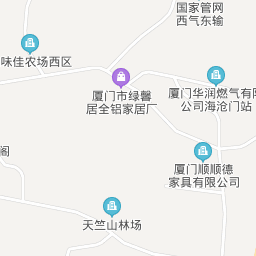 国家管网
西气东输
味佳农场西区
厦门市绿馨
居全铝家居厂
厦门华润燃气有限
公司海沧门站
厦门顺顺德
家具有限公司
阁
天竺山林场